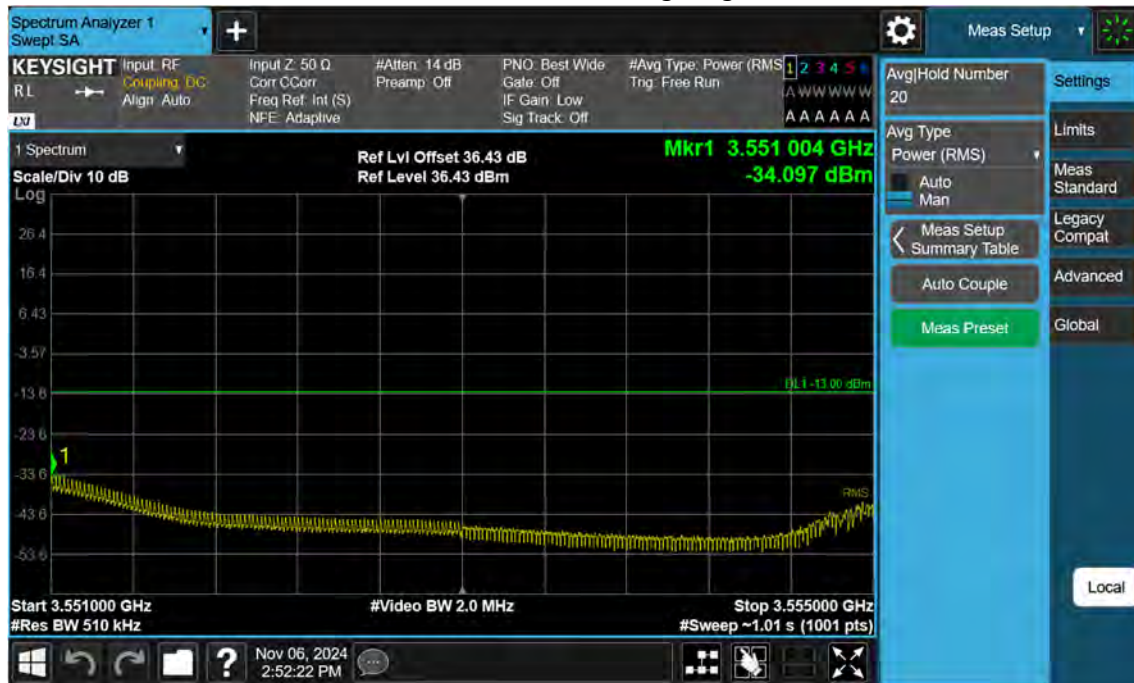 Spectrum Analyzer 1
Swept SA
+
Meas Setup
KEYSIGHT
RL
LXI
Input: RF
Coupling: DC
Align: Auto
Input Z: 50 Ω
Corr CCorr
Freq Ref: Int (S)
NFE: Adaptive
#Atten: 14 dB
Preamp: Off
PNO: Best Wide
Gate: Off
IF Gain: Low
Sig Track: Off
#Avg Type: Power (RMS
Trig: Free Run
1 2 3 4 5 6
A W W W W W
A A A A A A
1 Spectrum
Scale/Div 10 dB
Log
Ref Lvl Offset 36.43 dB
Ref Level 36.43 dBm
Mkr1 3.551 004 GHz
-34.097 dBm
26.4
16.4
6.43
-3.57
-13.6
-23.6
-33.6
-43.6
-53.6
DL1 -13.00 dBm
1
RMS
Start 3.551000 GHz
#Res BW 510 kHz
#Video BW 2.0 MHz
Stop 3.555000 GHz
#Sweep ~1.01 s (1001 pts)
Avg|Hold Number
20
Avg Type
Power (RMS)
Auto
Man
Meas Setup
Summary Table
Auto Couple
Meas Preset
Settings
Limits
Meas
Standard
Legacy
Compat
Advanced
Global
Local
?
Nov 06, 2024
2:52:22 PM